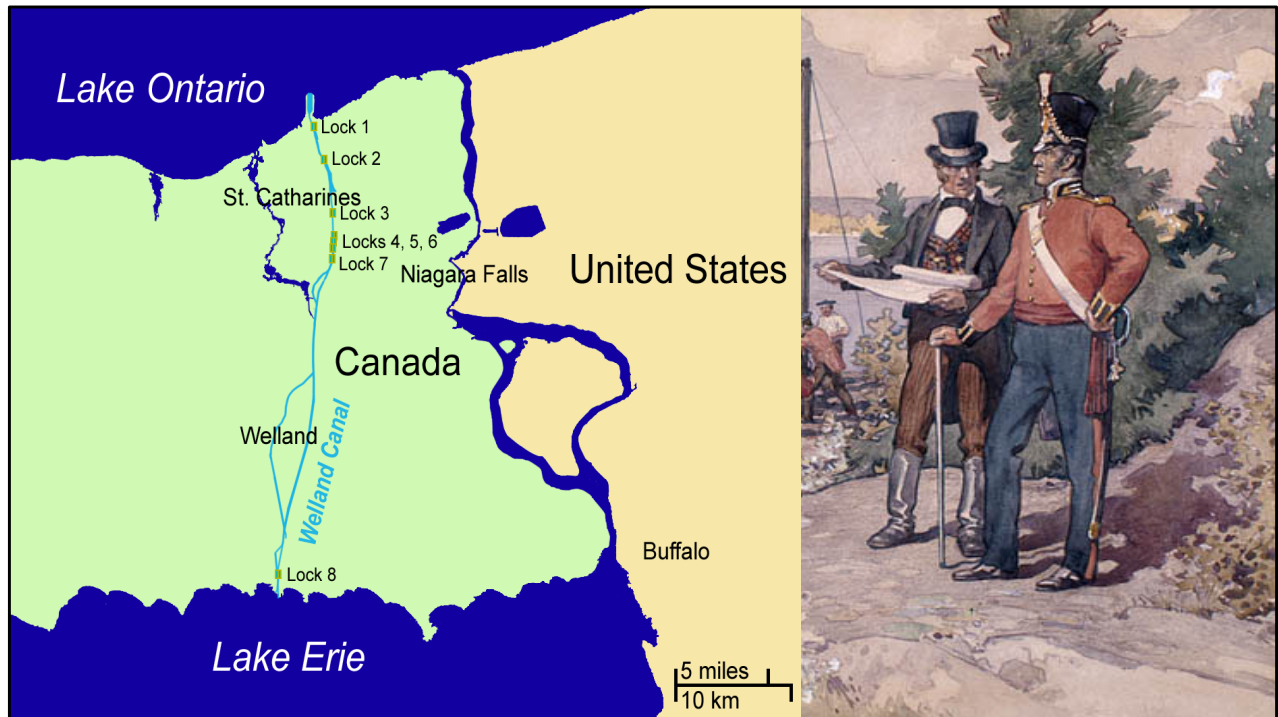 Lake Ontario
Lock 1
Lock 2
St. Catharines
Lock 3
Locks 4, 5, 6
Lock 7
Niagara Falls
United States
Canada
Welland
Welland Canal
Buffalo
Lock 8
Lake Erie
5 miles
10 km